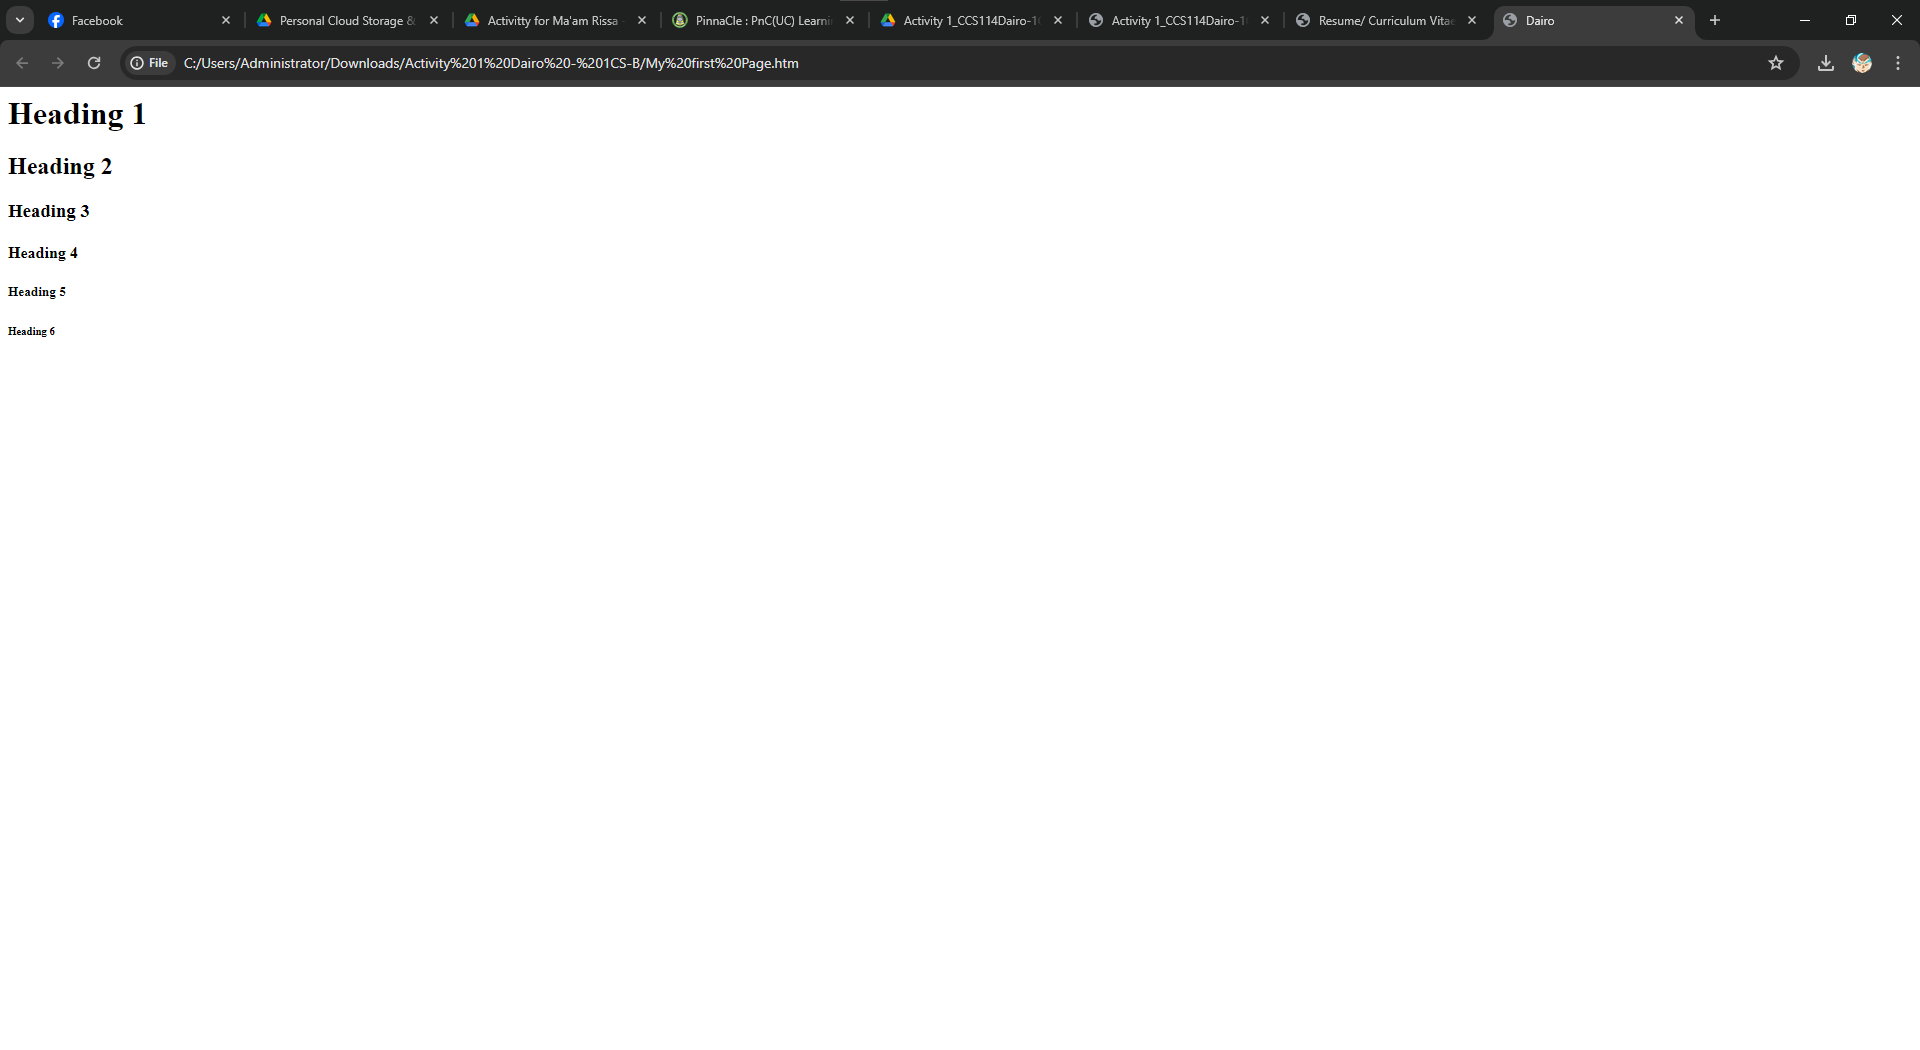 Facebook
Personal Cloud Storage &
Activitty for Ma'am Rissa
PinnaCle : PnC(UC) Learni
Activity 1_CCS114Dairo-1
Activity 1_CCS114Dairo-1
Resume/ Curriculum Vitae
Dairo
File C:/Users/Administrator/Downloads/Activity%201%20Dairo%20-%201CS-B/My%20first%20Page.htm
Heading 1
Heading 2
Heading 3
Heading 4
Heading 5
Heading 6